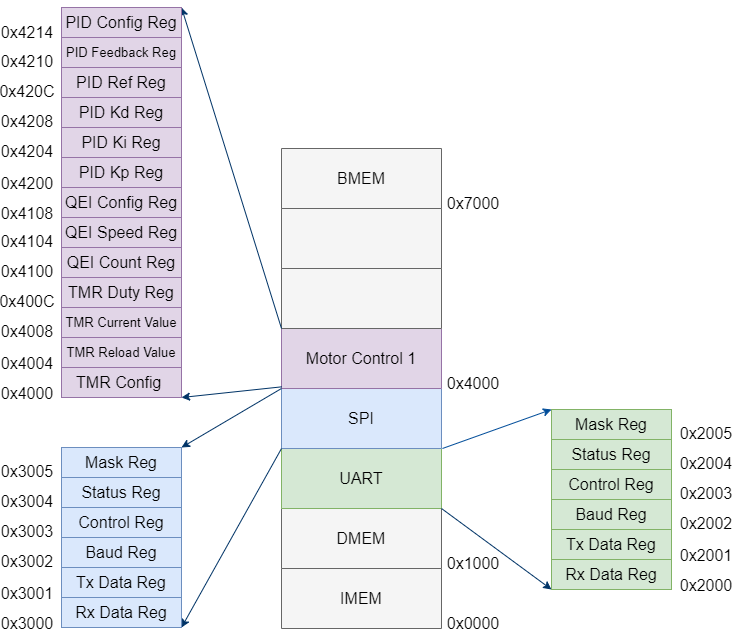 PID Config Reg
0x4214
PID Feedback Reg
0x4210
PID Ref Reg
0x420C
PID Kd Reg
0x4208
PID Ki Reg
0x4204
PID Kp Reg
0x4200
QEI Config Reg
0x4108
QEI Speed Reg
0x4104
QEI Count Reg
0x4100
TMR Duty Reg
0x400C
TMR Current Value
0x4008
TMR Reload Value
0x4004
TMR Config
0x4000
Mask Reg
0x3005
Status Reg
0x3004
Control Reg
0x3003
Baud Reg
0x3002
Tx Data Reg
0x3001
Rx Data Reg
0x3000
BMEM
0x7000
Motor Control 1
0x4000
SPI
UART
DMEM
0x1000
IMEM
0x0000
Mask Reg
0x2005
Status Reg
0x2004
Control Reg
0x2003
Baud Reg
0x2002
Tx Data Reg
0x2001
Rx Data Reg
0x2000